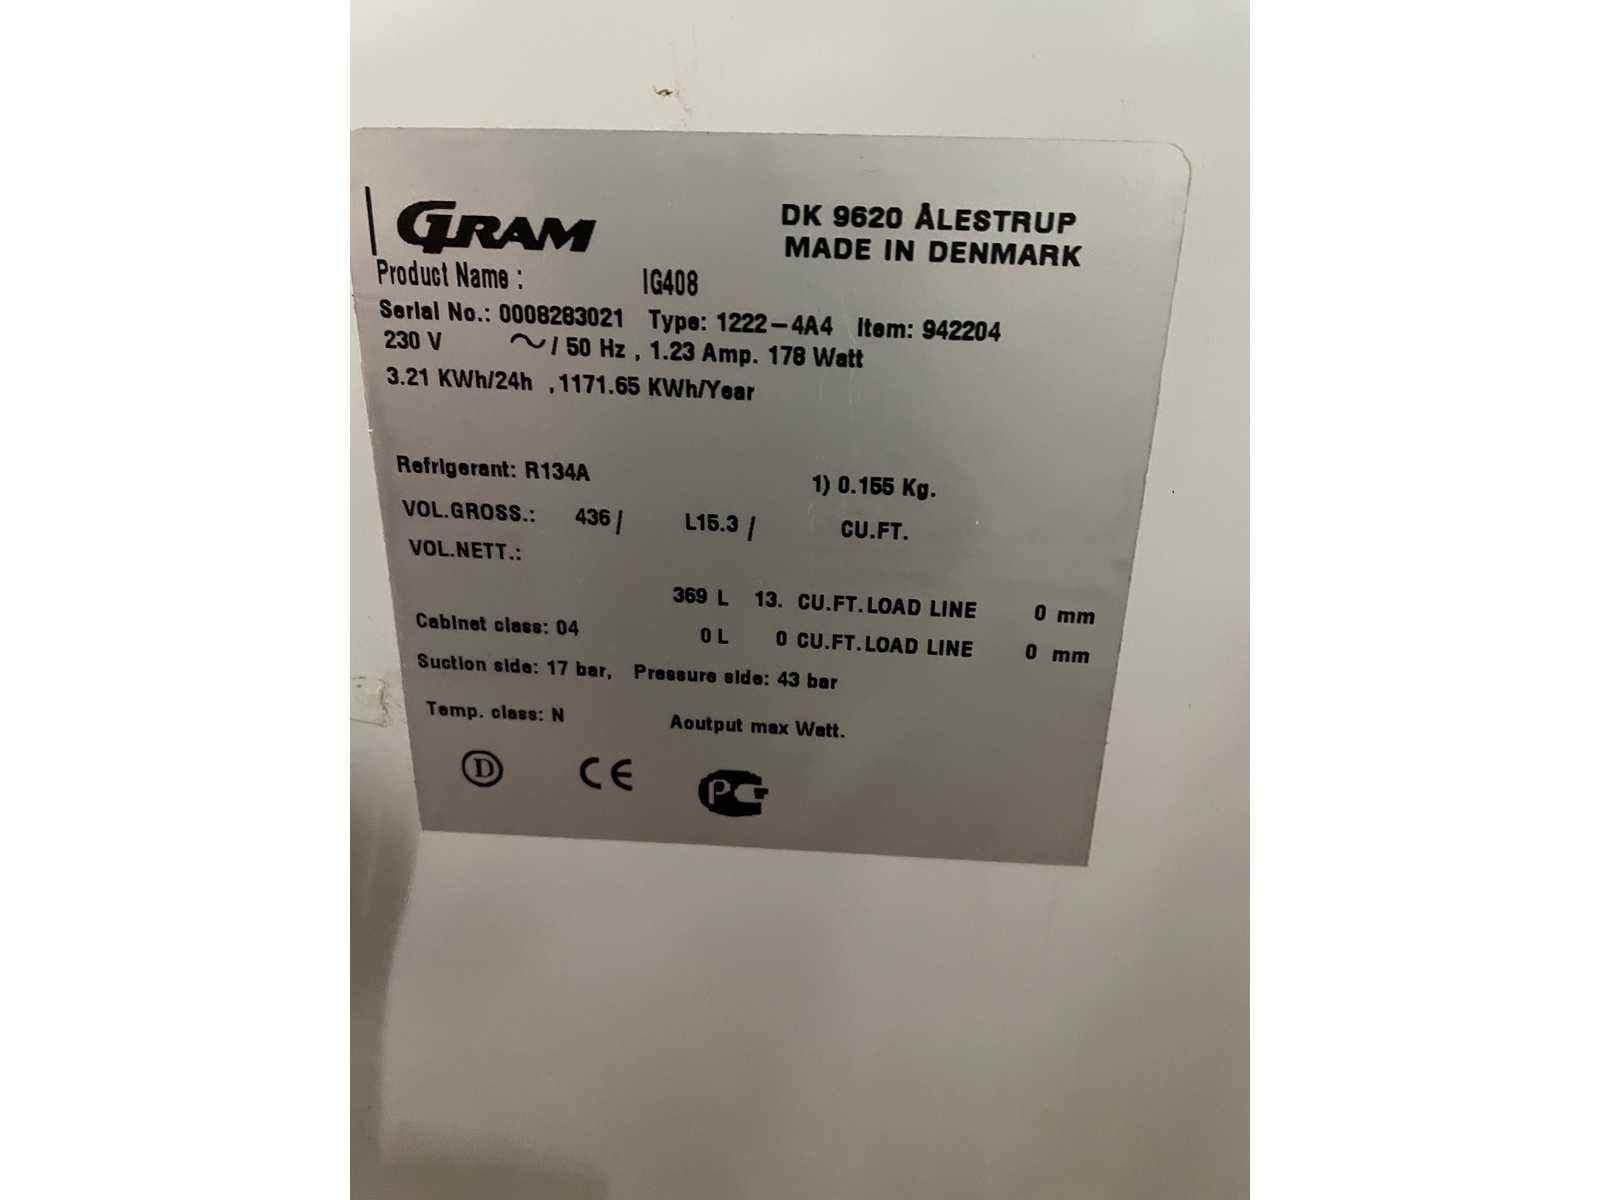 GRAM
DK 9620 ÅLESTRUP
MADE IN DENMARK
Product Name : IG408
Serial No.: 0008283021 Type: 1222-4A4 Item: 942204
230 V ~/ 50 Hz , 1.23 Amp. 178 Watt
3.21 KWh/24h , 1171.65 KWh/Year
Refrigerant: R134A 1) 0.155 Kg.
VOL.GROSS.: 436 / L15.3 / CU.FT.
VOL.NETT.:
369 L 13. CU.FT.LOAD LINE 0 mm
Cabinet class: 04 0 L 0 CU.FT.LOAD LINE 0 mm
Suction side: 17 bar, Pressure side: 43 bar
Temp. class: N Aoutput max Watt.
D CE PG